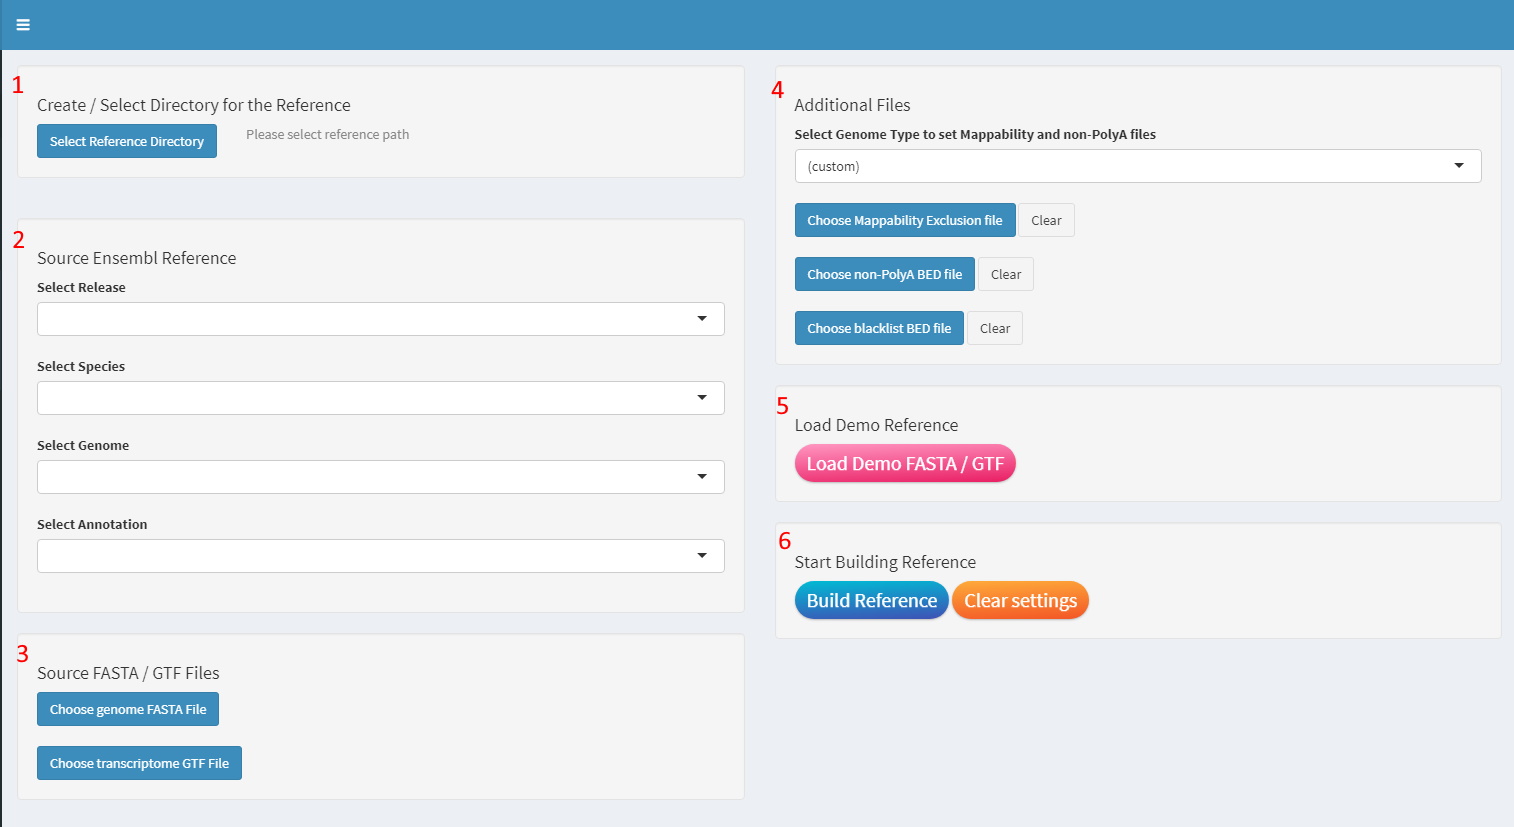 1
Create / Select Directory for the Reference
Select Reference Directory
Please select reference path
2
Source Ensembl Reference
Select Release
Select Species
Select Genome
Select Annotation
3
Source FASTA / GTF Files
Choose genome FASTA File
Choose transcriptome GTF File
4
Additional Files
Select Genome Type to set Mappability and non-PolyA files
(custom)
Choose Mappability Exclusion file Clear
Choose non-PolyA BED file Clear
Choose blacklist BED file Clear
5
Load Demo Reference
Load Demo FASTA / GTF
6
Start Building Reference
Build Reference Clear settings